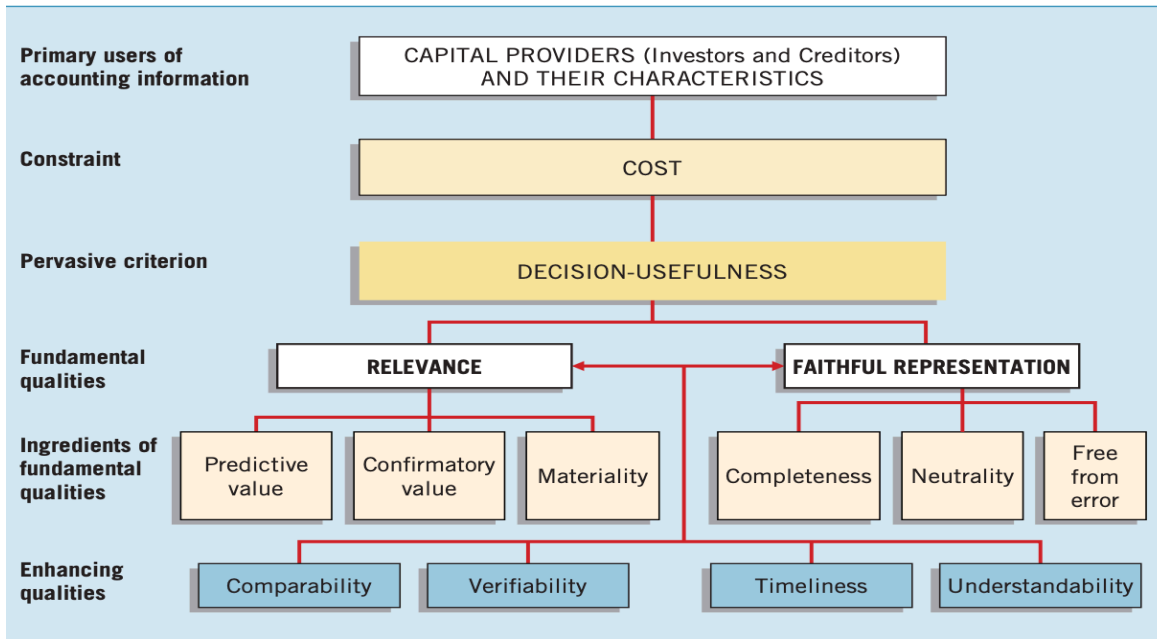 Primary users of
accounting information
CAPITAL PROVIDERS (Investors and Creditors)
AND THEIR CHARACTERISTICS
Constraint
COST
Pervasive criterion
DECISION-USEFULNESS
Fundamental
qualities
RELEVANCE
FAITHFUL REPRESENTATION
Ingredients of
fundamental
qualities
Predictive
value
Confirmatory
value
Materiality
Completeness
Neutrality
Free
from
error
Enhancing
qualities
Comparability
Verifiability
Timeliness
Understandability